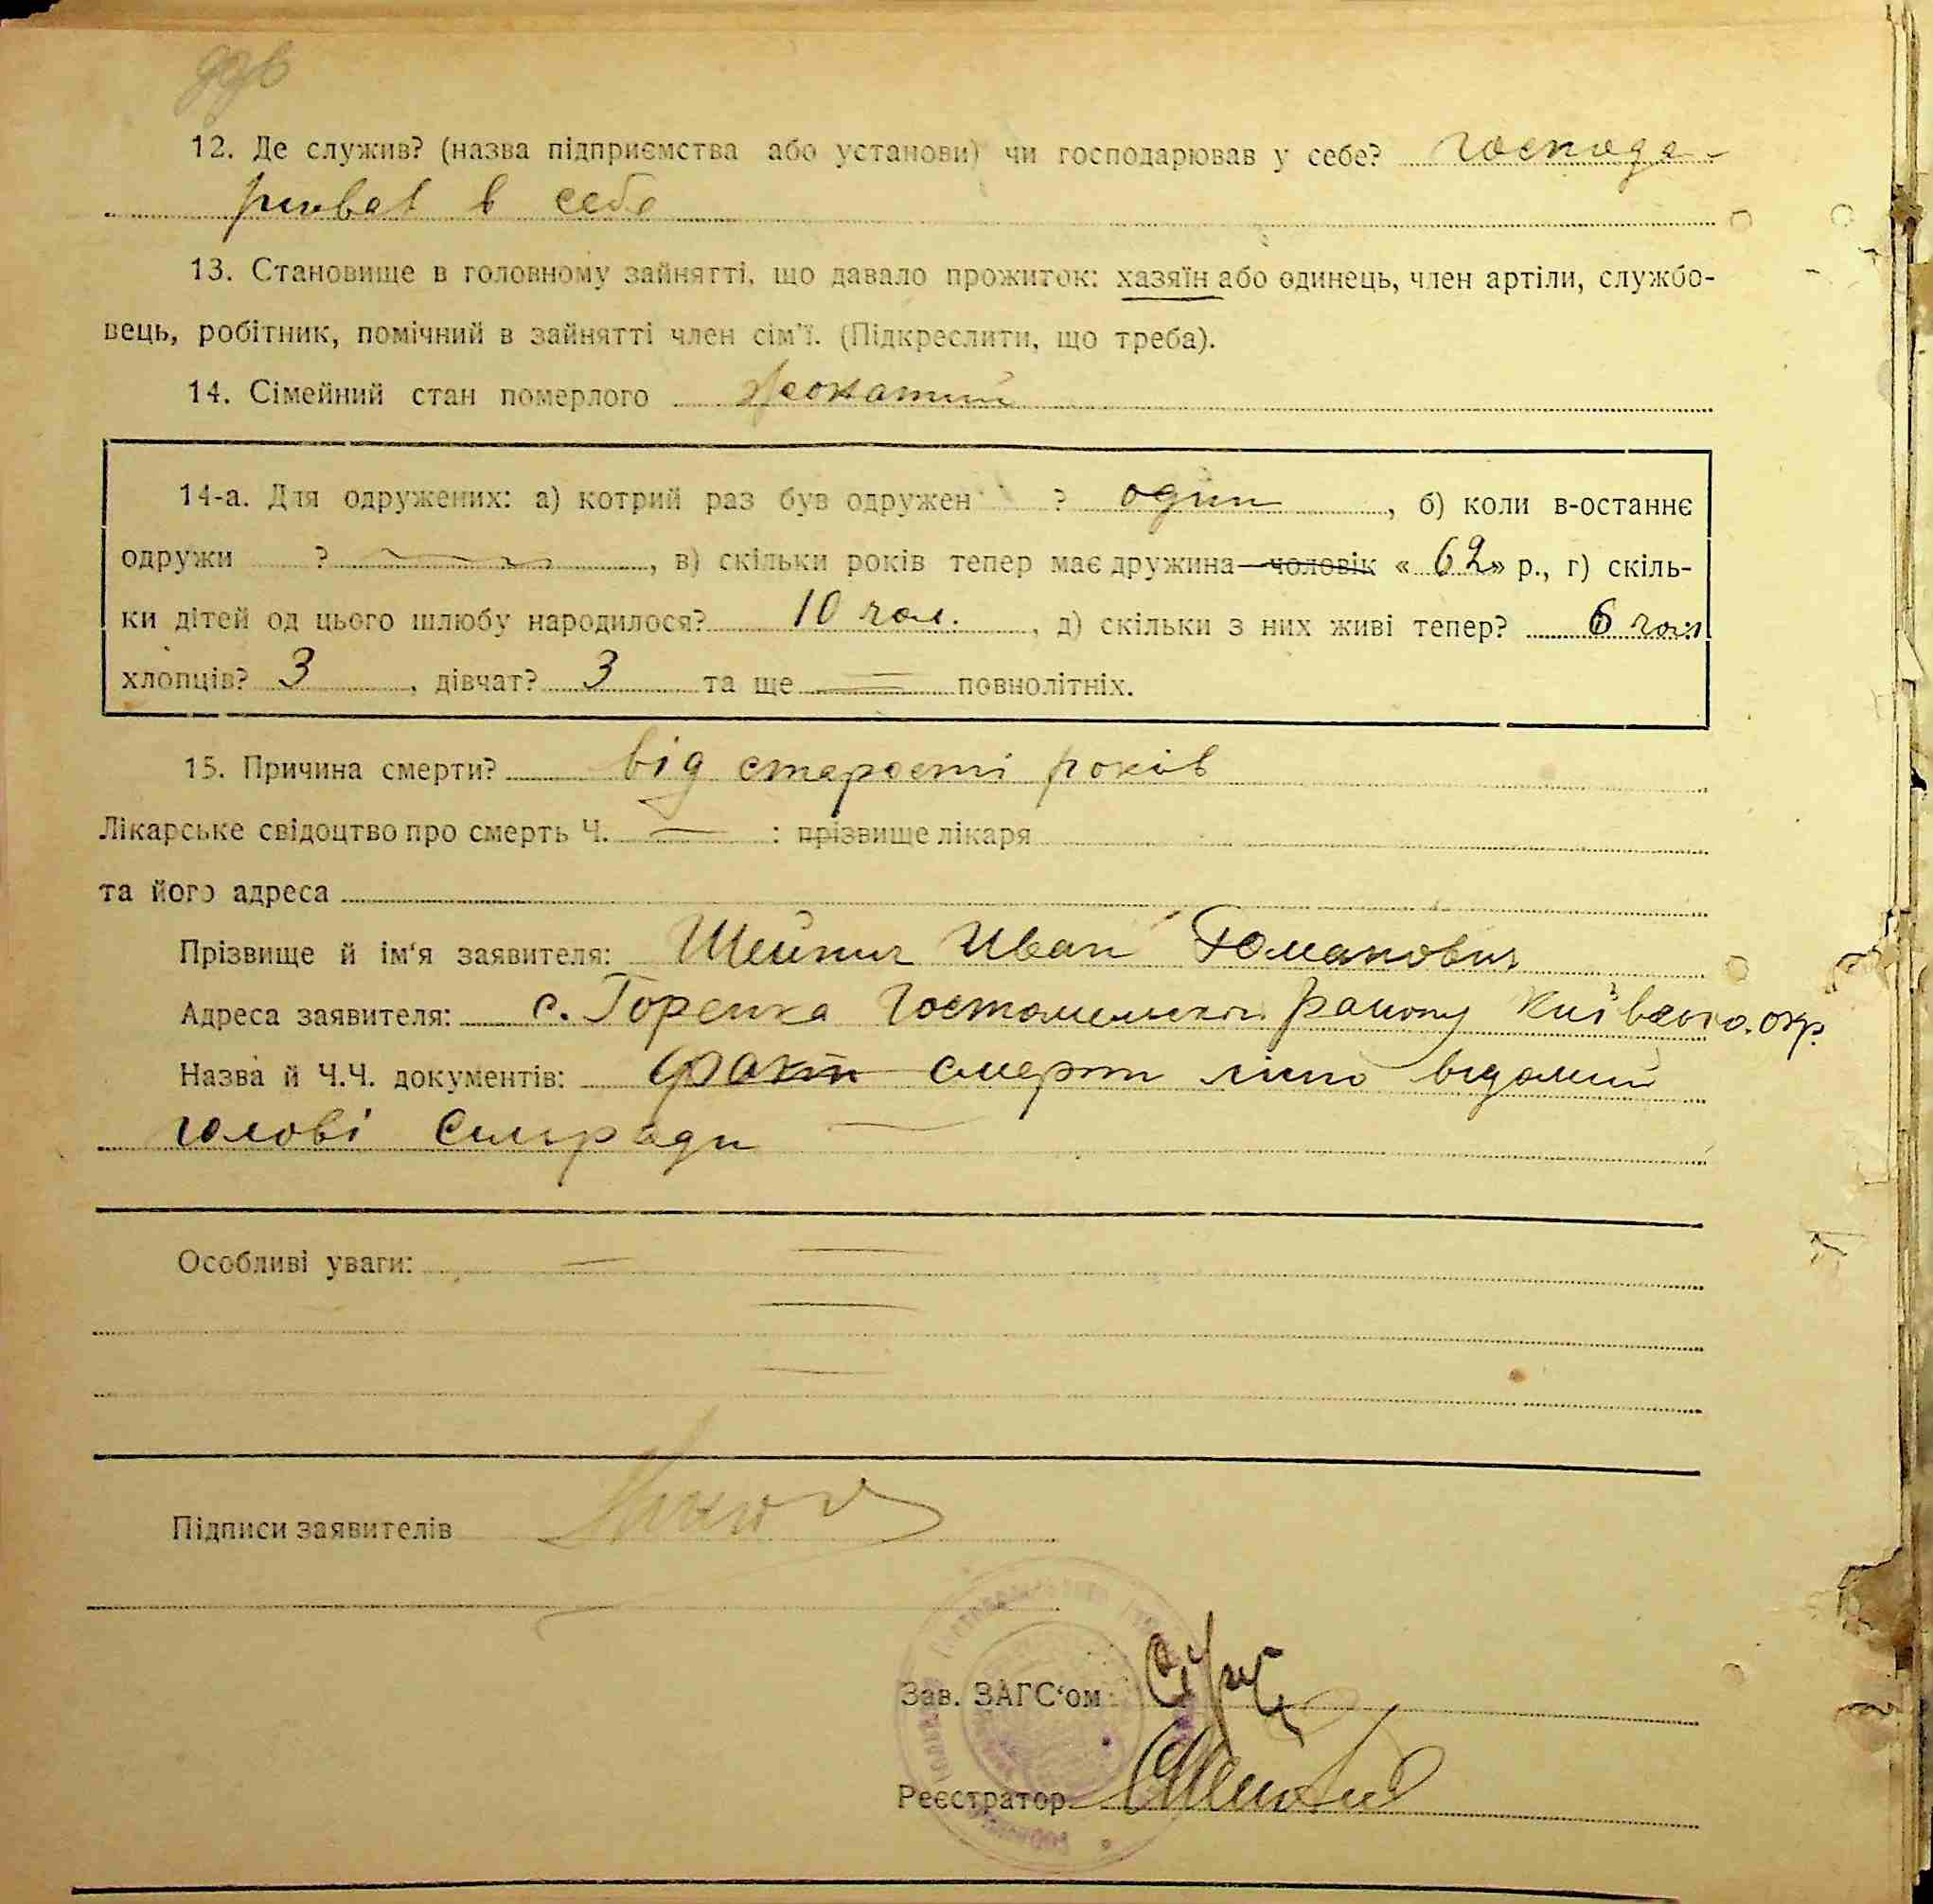 12. Де служив? (назва підприємства або установи) чи господарював у себе? господа-
рював в себе
13. Становище в головному зайнятті, що давало прожиток: хазяїн або одинець, член артіли, службо-
вець, робітник, помічний в зайнятті член сім'ї. (Підкреслити, що треба).
14. Сімейний стан померлого жонатий
14-а. Для одружених: а) котрий раз був одружен ? один, б) коли в-останнє
одружи ? , в) скільки років тепер має дружина чоловік « 62 » р., г) скіль-
ки дітей од цього шлюбу народилося? 10 чол. , д) скільки з них живі тепер? 6 чол
хлопців? 3 , дівчат? 3 та ще = повнолітніх.
15. Причина смерти? від старости років
Лікарське свідоцтво про смерть Ч. — : прізвище лікаря
та його адреса
Прізвище й ім'я заявителя: Иван Романович
Адреса заявителя: с. Горенка Гостомельського району Київського. окр.
Назва й Ч.Ч. документів: факт смерти відомий
голові Сільради —
Особливі уваги: —
Підписи заявителів
Зав. ЗАГС'ом
Реєстратор